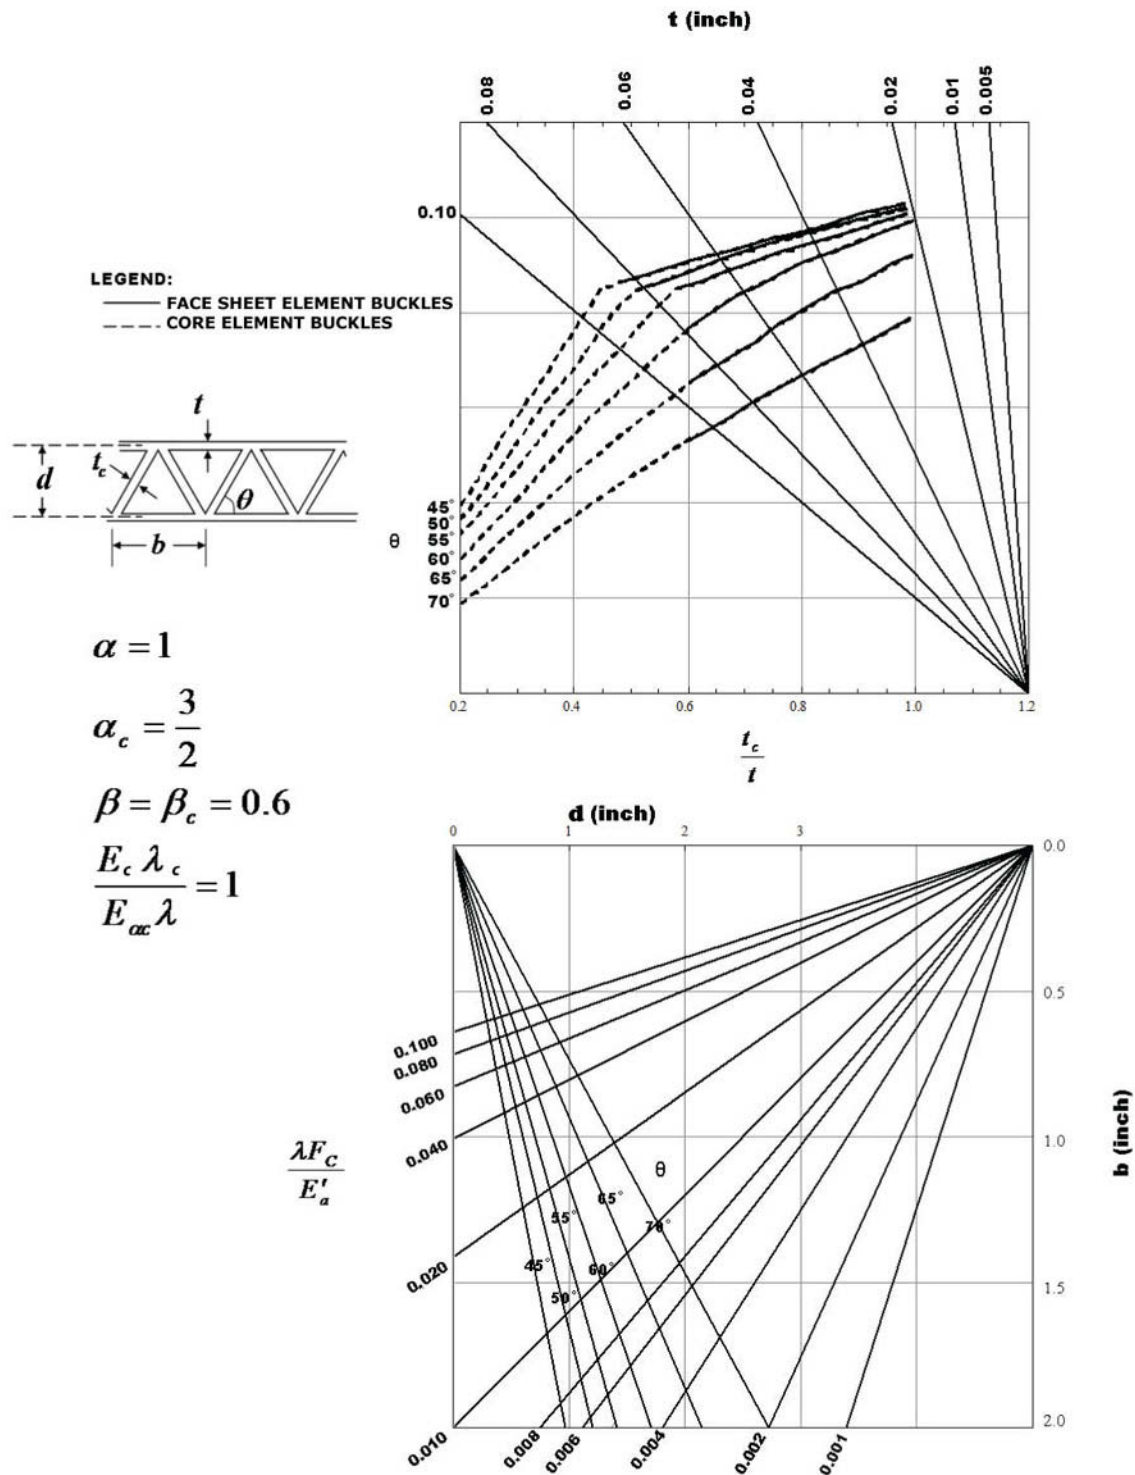 t (inch)
0.08 0.06 0.04 0.02 0.01 0.005
0.10
LEGEND:
FACE SHEET ELEMENT BUCKLES
CORE ELEMENT BUCKLES
t
t_c
d
θ
b
45°
50°
55°
60°
65°
70°
θ
0.2 0.4 0.6 0.8 1.0 1.2
t_c / t
α = 1
α_c = 3/2
β = β_c = 0.6
E_c λ_c / E_αc λ = 1
d (inch)
0 1 2 3
0.0
0.5
1.0
1.5
2.0
b (inch)
0.100
0.080
0.060
0.040
0.020
λF_C / E'_a
θ
65°
55°
70°
45°
60°
50°
0.010 0.008 0.006 0.004 0.002 0.001